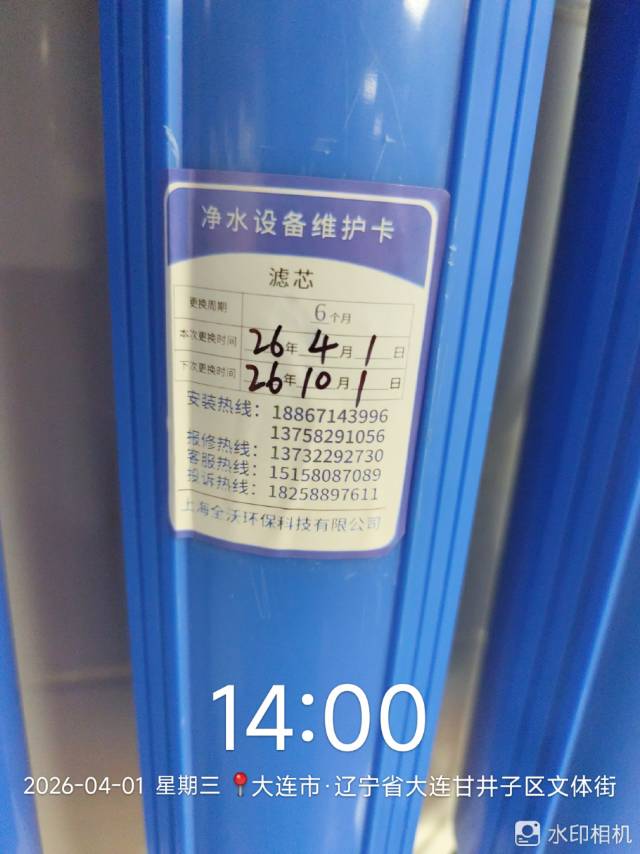 净水设备维护卡
滤芯
更换周期 6个月
本次更换时间 26年4月1日
下次更换时间 26年10月1日
安装热线：18867143996
13758291056
报修热线：13732292730
客服热线：15158087089
投诉热线：18258897611
上海全沃环保科技有限公司
14:00
2026-04-01 星期三 大连市·辽宁省大连甘井子区文体街
水印相机